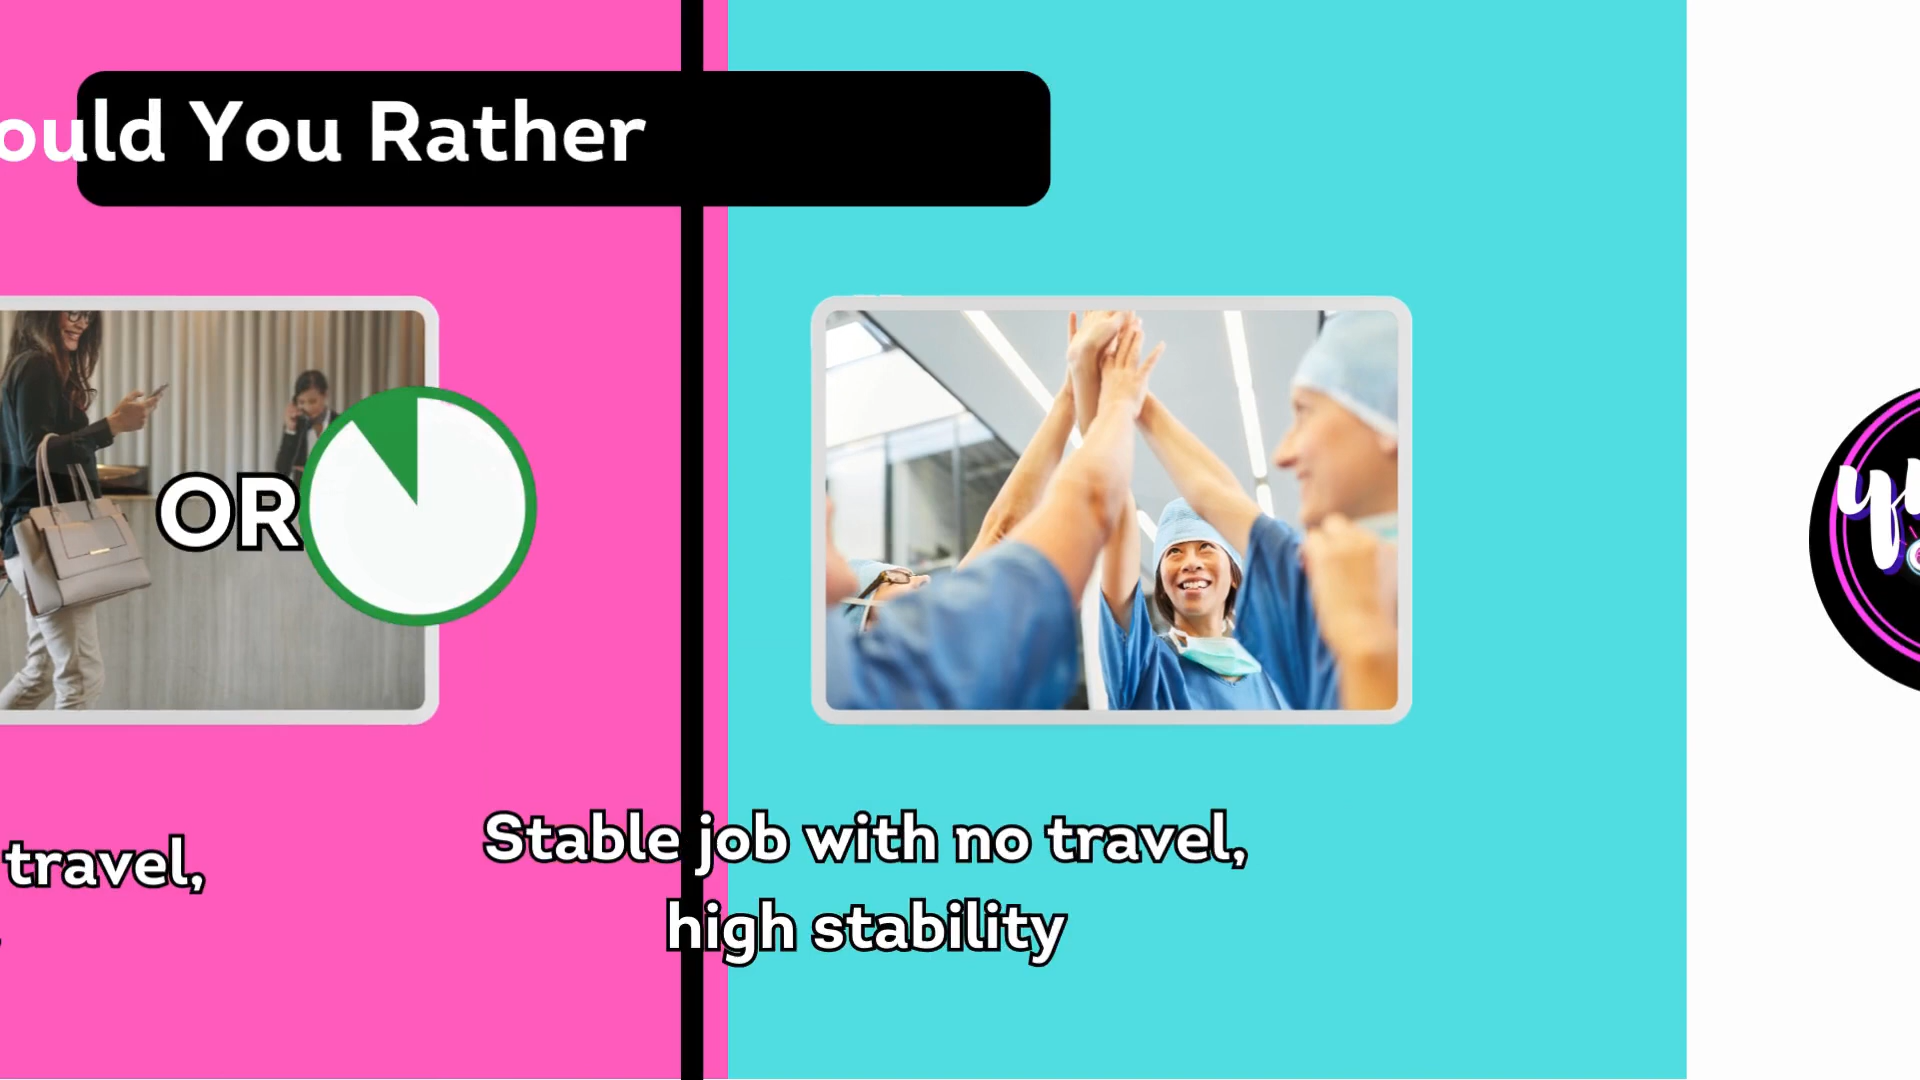 ould You Rather
OR
travel,
Stable job with no travel,
high stability